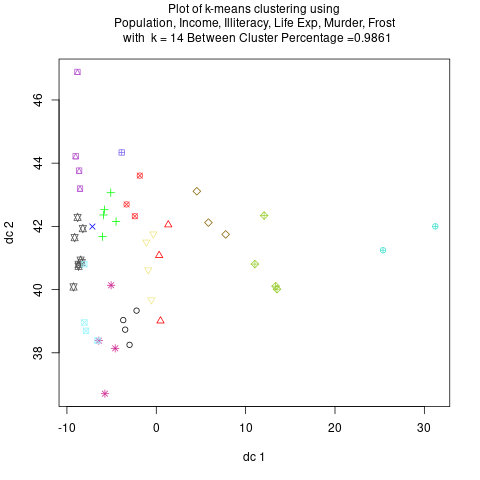 Plot of k-means clustering using
Population, Income, Illiteracy, Life Exp, Murder, Frost
with k = 14 Between Cluster Percentage =0.9861
46
44
42
40
38
dc 2
-10 0 10 20 30
dc 1